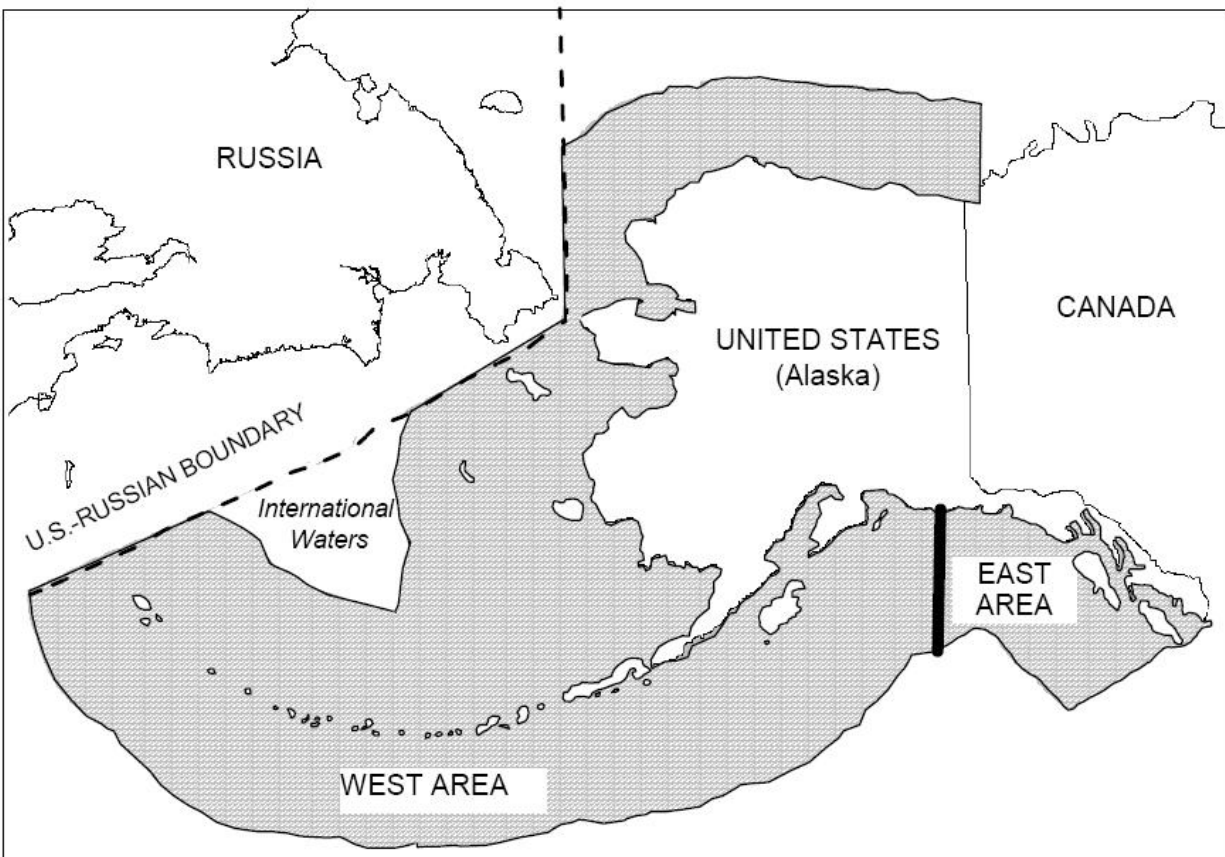 RUSSIA
CANADA
UNITED STATES
(Alaska)
U.S.-RUSSIAN BOUNDARY
International
Waters
EAST
AREA
WEST AREA